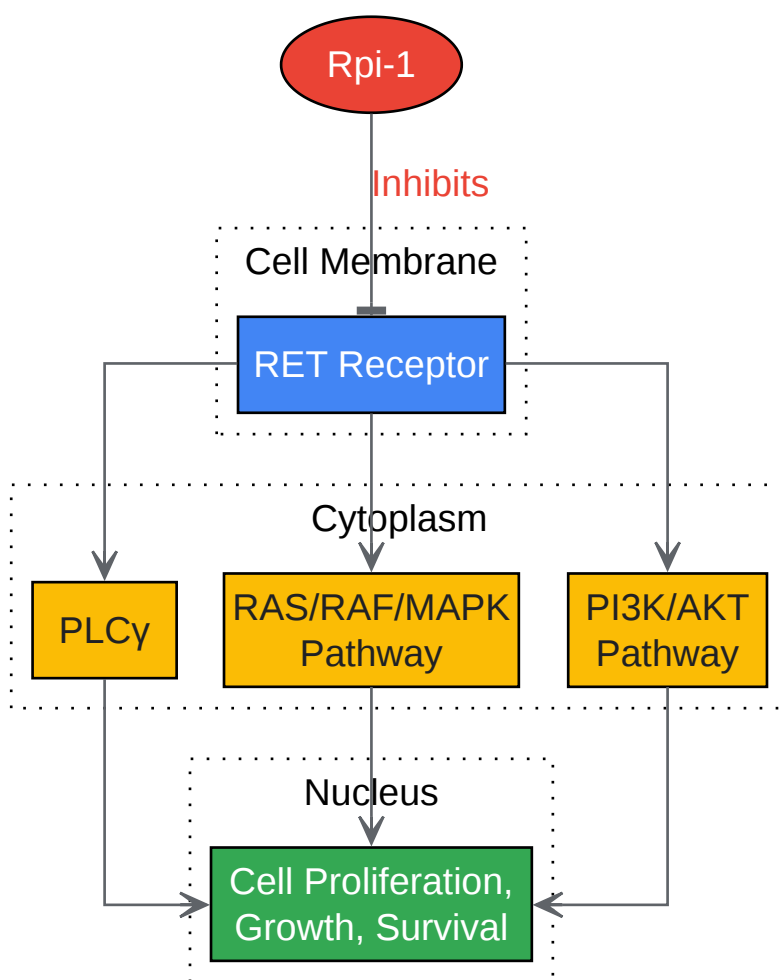 Rpi-1
Inhibits
Cell Membrane
RET Receptor
Cytoplasm
PLCγ
RAS/RAF/MAPK
Pathway
PI3K/AKT
Pathway
Nucleus
Cell Proliferation,
Growth, Survival